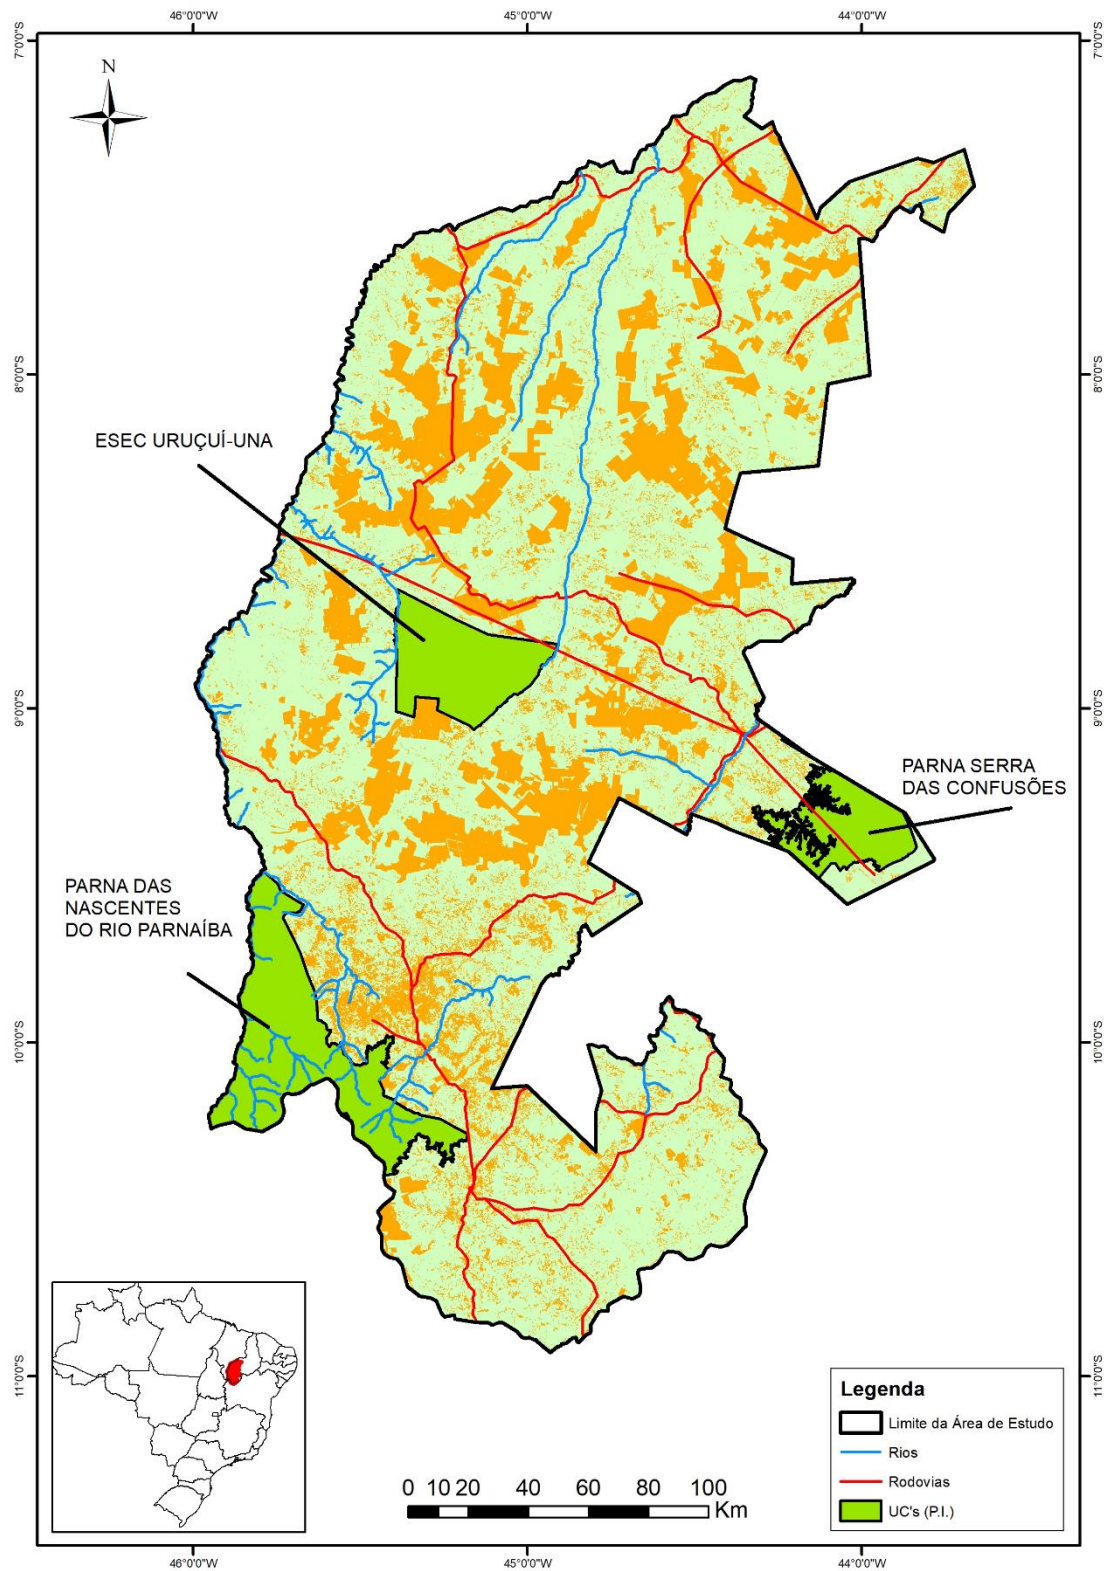 46°0'0"W
45°0'0"W
44°0'0"W
7°0'0"S
7°0'0"S
N
8°0'0"S
8°0'0"S
ESEC URUÇUÍ-UNA
9°0'0"S
9°0'0"S
PARNA SERRA
DAS CONFUSÕES
PARNA DAS
NASCENTES
DO RIO PARNAÍBA
10°0'0"S
10°0'0"S
11°0'0"S
11°0'0"S
Legenda
Limite da Área de Estudo
Rios
Rodovias
UC's (P.I.)
0 10 20 40 60 80 100
Km
46°0'0"W
45°0'0"W
44°0'0"W